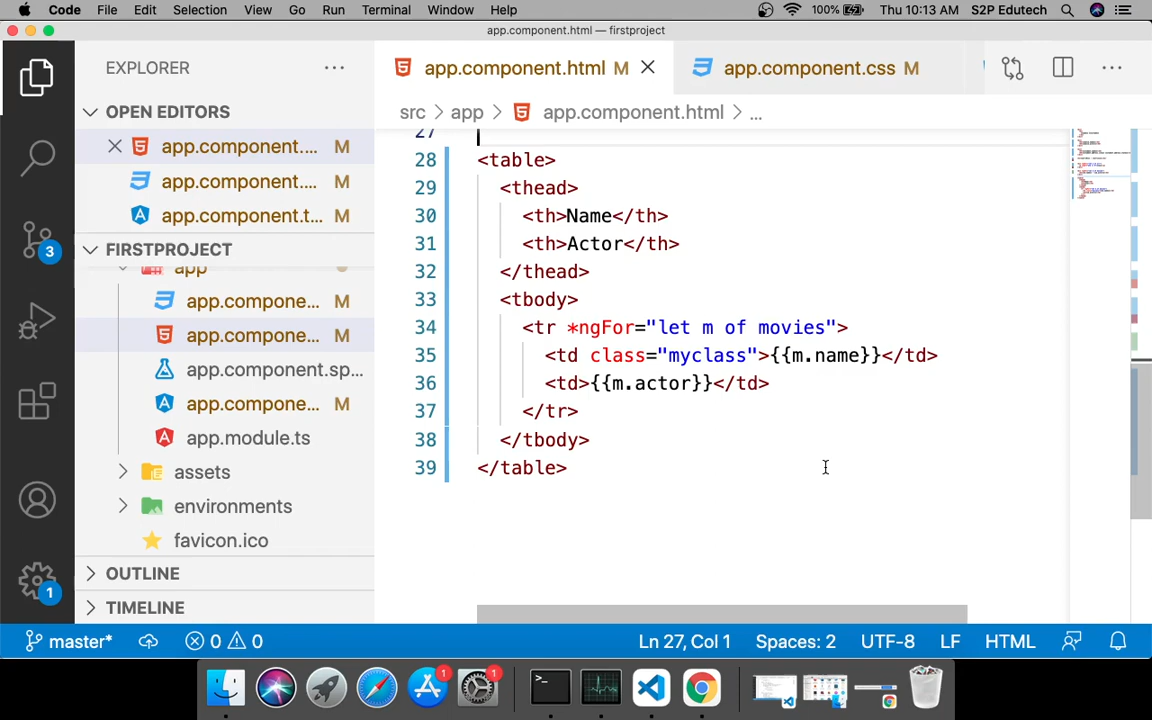 Code File Edit Selection View Go Run Terminal Window Help 100% Thu 10:13 AM S2P Edutech
app.component.html — firstproject
EXPLORER
app.component.html M
app.component.css M
OPEN EDITORS
src > app > app.component.html > ...
app.component.... M
app.component.... M
app.component.t... M
FIRSTPROJECT
app
app.compone... M
app.compone... M
app.component.sp...
app.compone... M
app.module.ts
assets
environments
favicon.ico
OUTLINE
TIMELINE
3
1
27
28 <table>
29 <thead>
30 <th>Name</th>
31 <th>Actor</th>
32 </thead>
33 <tbody>
34 <tr *ngFor="let m of movies">
35 <td class="myclass">{{m.name}}</td>
36 <td>{{m.actor}}</td>
37 </tr>
38 </tbody>
39 </table>
master* 0 0 Ln 27, Col 1 Spaces: 2 UTF-8 LF HTML
1 1